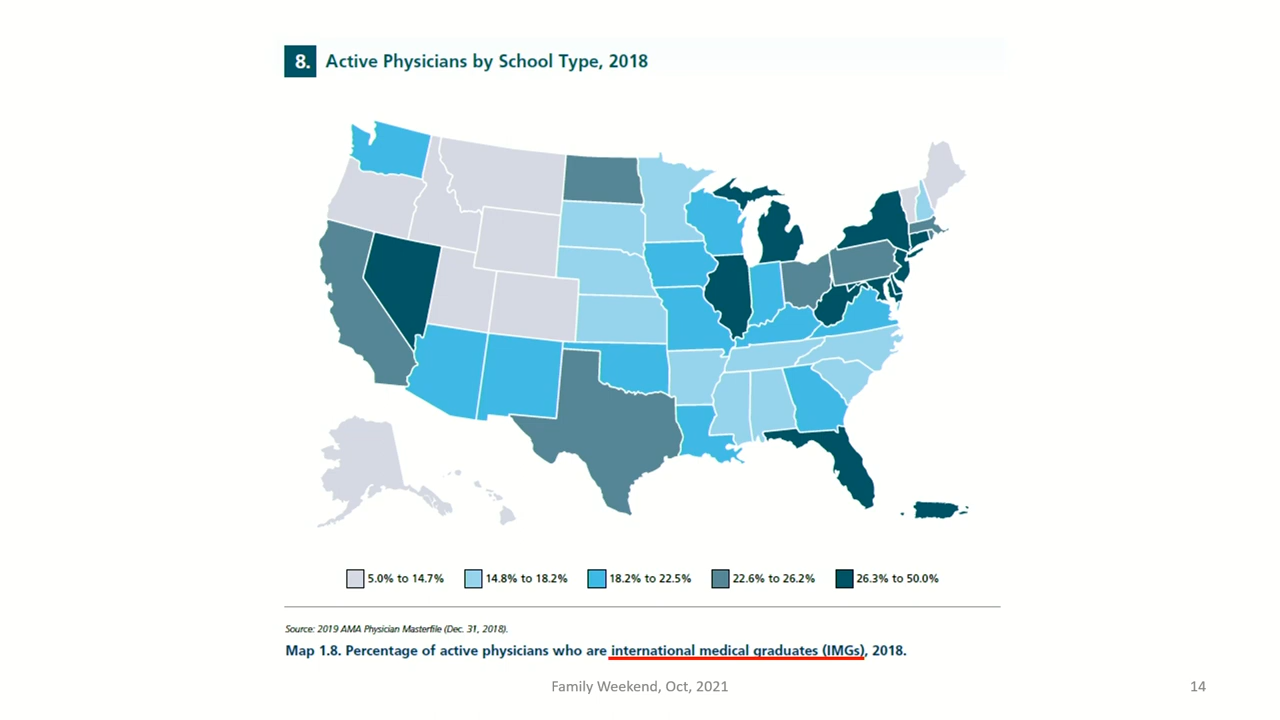 8. Active Physicians by School Type, 2018
5.0% to 14.7% 14.8% to 18.2% 18.2% to 22.5% 22.6% to 26.2% 26.3% to 50.0%
Source: 2019 AMA Physician Masterfile (Dec. 31, 2018).
Map 1.8. Percentage of active physicians who are international medical graduates (IMGs), 2018.
Family Weekend, Oct, 2021 14